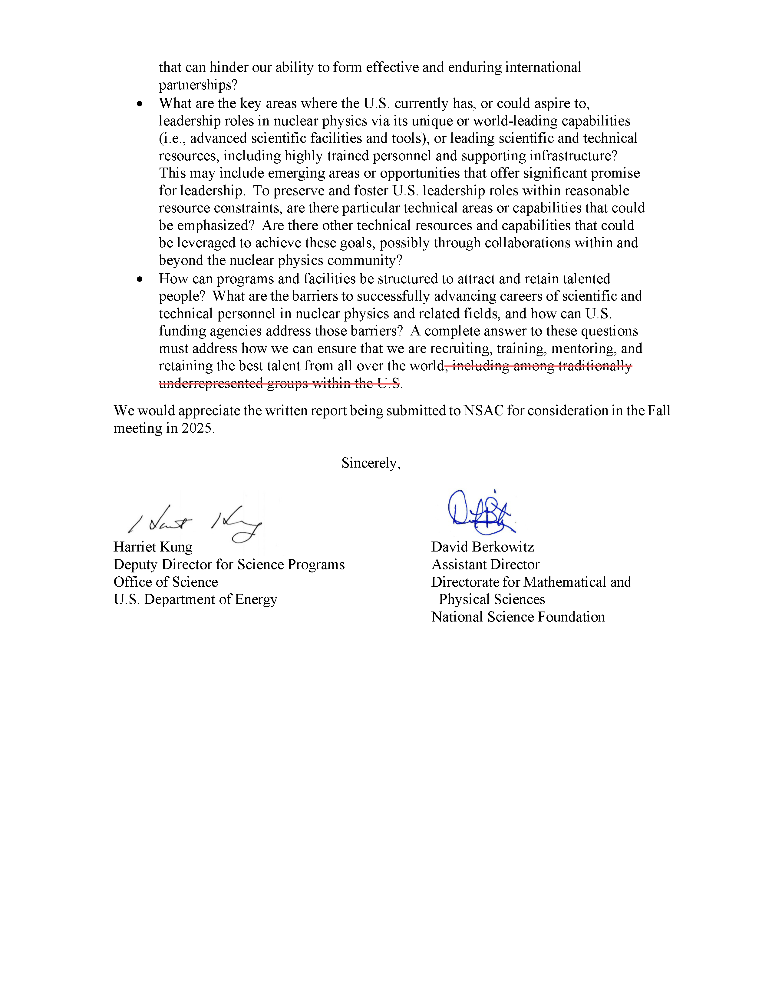 that can hinder our ability to form effective and enduring international
partnerships?
• What are the key areas where the U.S. currently has, or could aspire to,
leadership roles in nuclear physics via its unique or world-leading capabilities
(i.e., advanced scientific facilities and tools), or leading scientific and technical
resources, including highly trained personnel and supporting infrastructure?
This may include emerging areas or opportunities that offer significant promise
for leadership.  To preserve and foster U.S. leadership roles within reasonable
resource constraints, are there particular technical areas or capabilities that could
be emphasized?  Are there other technical resources and capabilities that could
be leveraged to achieve these goals, possibly through collaborations within and
beyond the nuclear physics community?
• How can programs and facilities be structured to attract and retain talented
people?  What are the barriers to successfully advancing careers of scientific and
technical personnel in nuclear physics and related fields, and how can U.S.
funding agencies address those barriers?  A complete answer to these questions
must address how we can ensure that we are recruiting, training, mentoring, and
retaining the best talent from all over the world, including among traditionally
underrepresented groups within the U.S.
We would appreciate the written report being submitted to NSAC for consideration in the Fall
meeting in 2025.
Sincerely,
Harriet Kung
Deputy Director for Science Programs
Office of Science
U.S. Department of Energy
David Berkowitz
Assistant Director
Directorate for Mathematical and
Physical Sciences
National Science Foundation